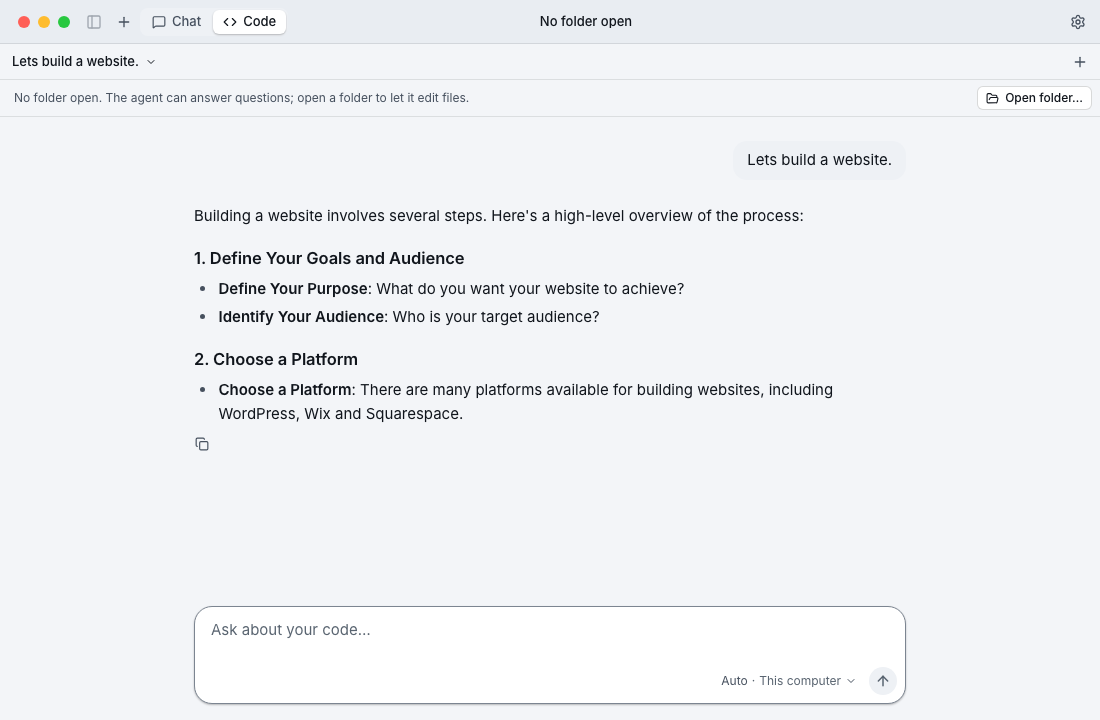 Chat
Code
No folder open
Lets build a website.
No folder open. The agent can answer questions; open a folder to let it edit files.
Open folder...
Lets build a website.
Building a website involves several steps. Here's a high-level overview of the process:
1. Define Your Goals and Audience
• Define Your Purpose: What do you want your website to achieve?
• Identify Your Audience: Who is your target audience?
2. Choose a Platform
• Choose a Platform: There are many platforms available for building websites, including
WordPress, Wix and Squarespace.
Ask about your code...
Auto · This computer